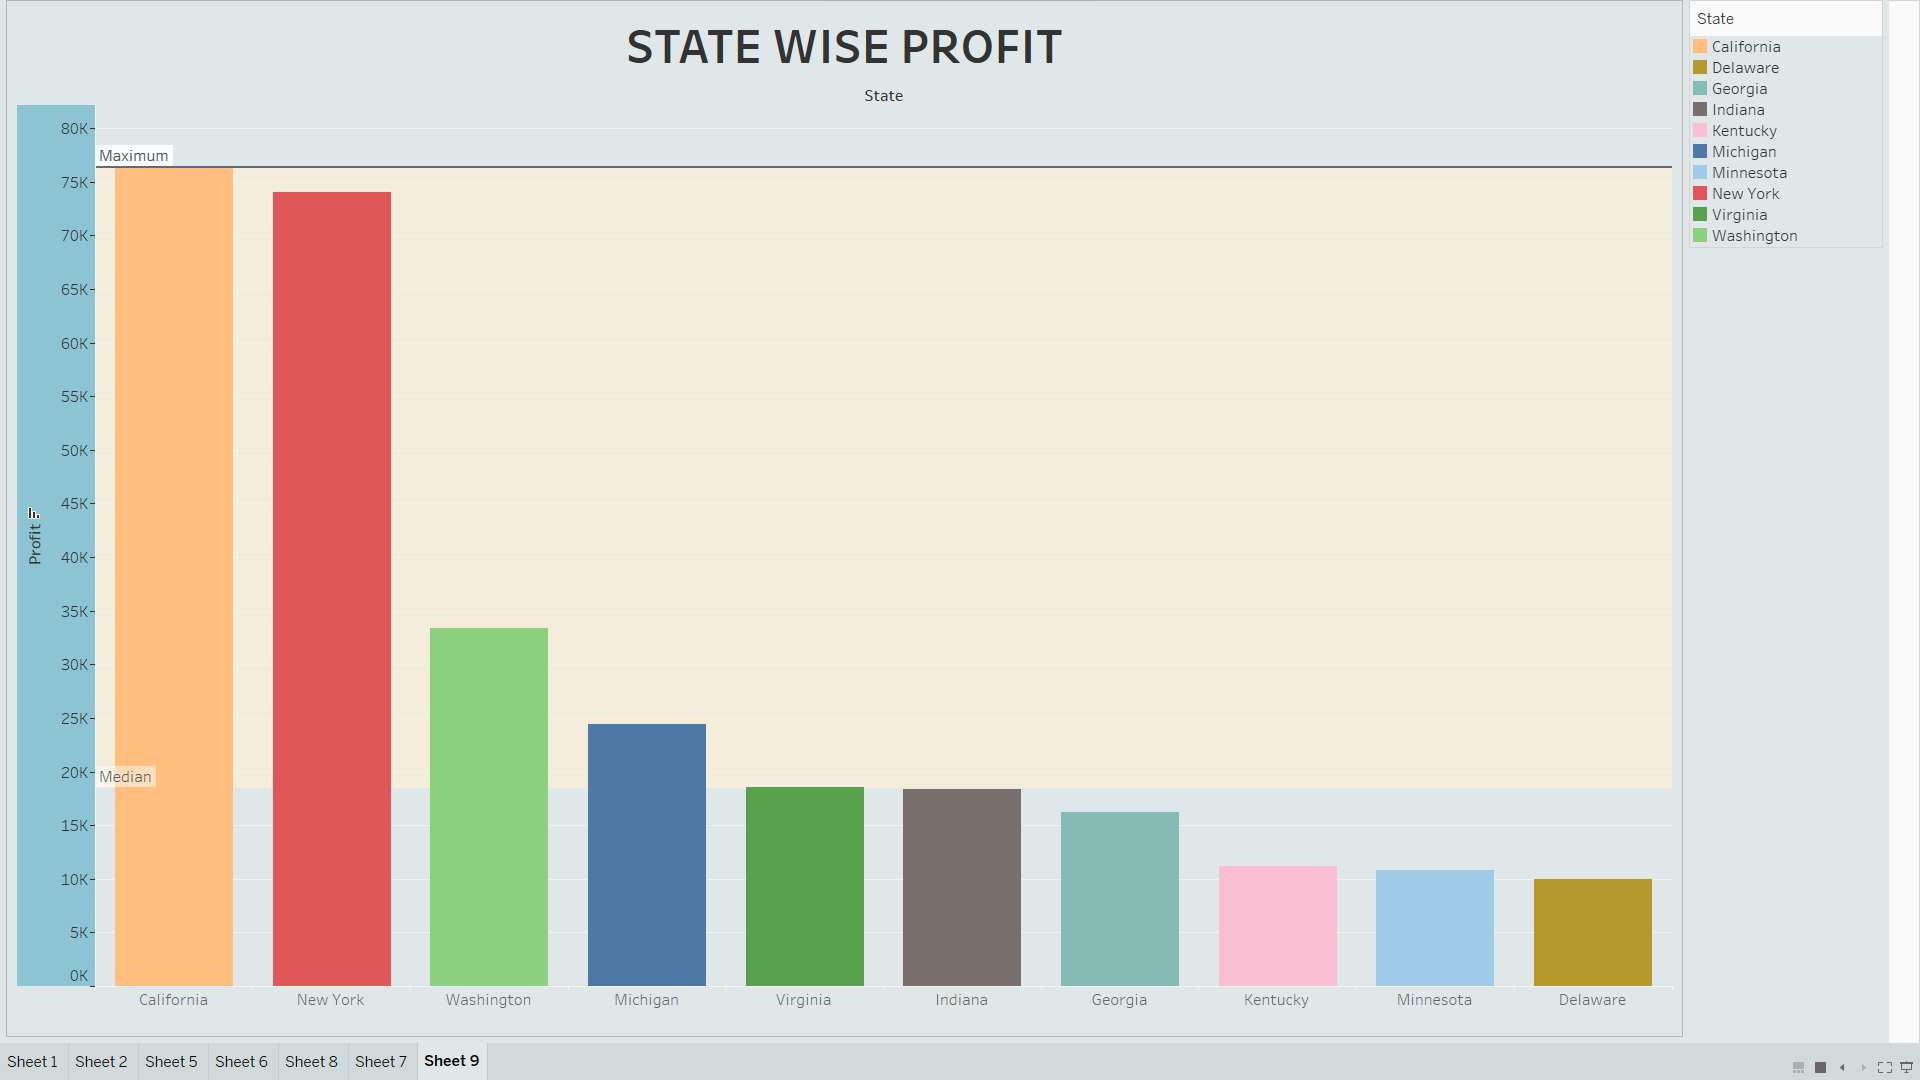 STATE WISE PROFIT
State
80K
Maximum
75K
70K
65K
60K
55K
50K
45K
40K
35K
30K
25K
20K
Median
15K
10K
5K
0K
Profit
California
New York
Washington
Michigan
Virginia
Indiana
Georgia
Kentucky
Minnesota
Delaware
State
California
Delaware
Georgia
Indiana
Kentucky
Michigan
Minnesota
New York
Virginia
Washington
Sheet 1
Sheet 2
Sheet 5
Sheet 6
Sheet 8
Sheet 7
Sheet 9